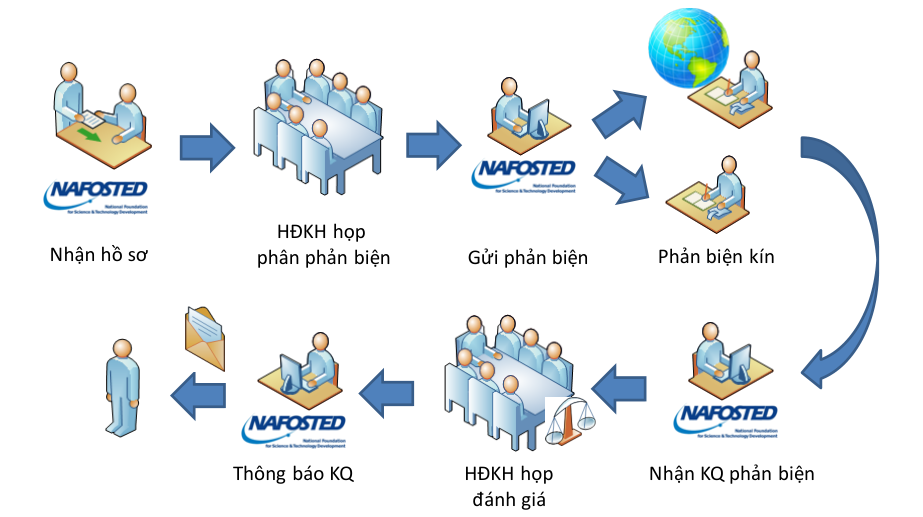 NAFOSTED
National Foundation
for Science & Technology Development
Nhận hồ sơ
HĐKH họp
phân phản biện
NAFOSTED
National Foundation
for Science & Technology Development
Gửi phản biện
Phản biện kín
NAFOSTED
National Foundation
for Science & Technology Development
Thông báo KQ
HĐKH họp
đánh giá
NAFOSTED
National Foundation
for Science & Technology Development
Nhận KQ phản biện